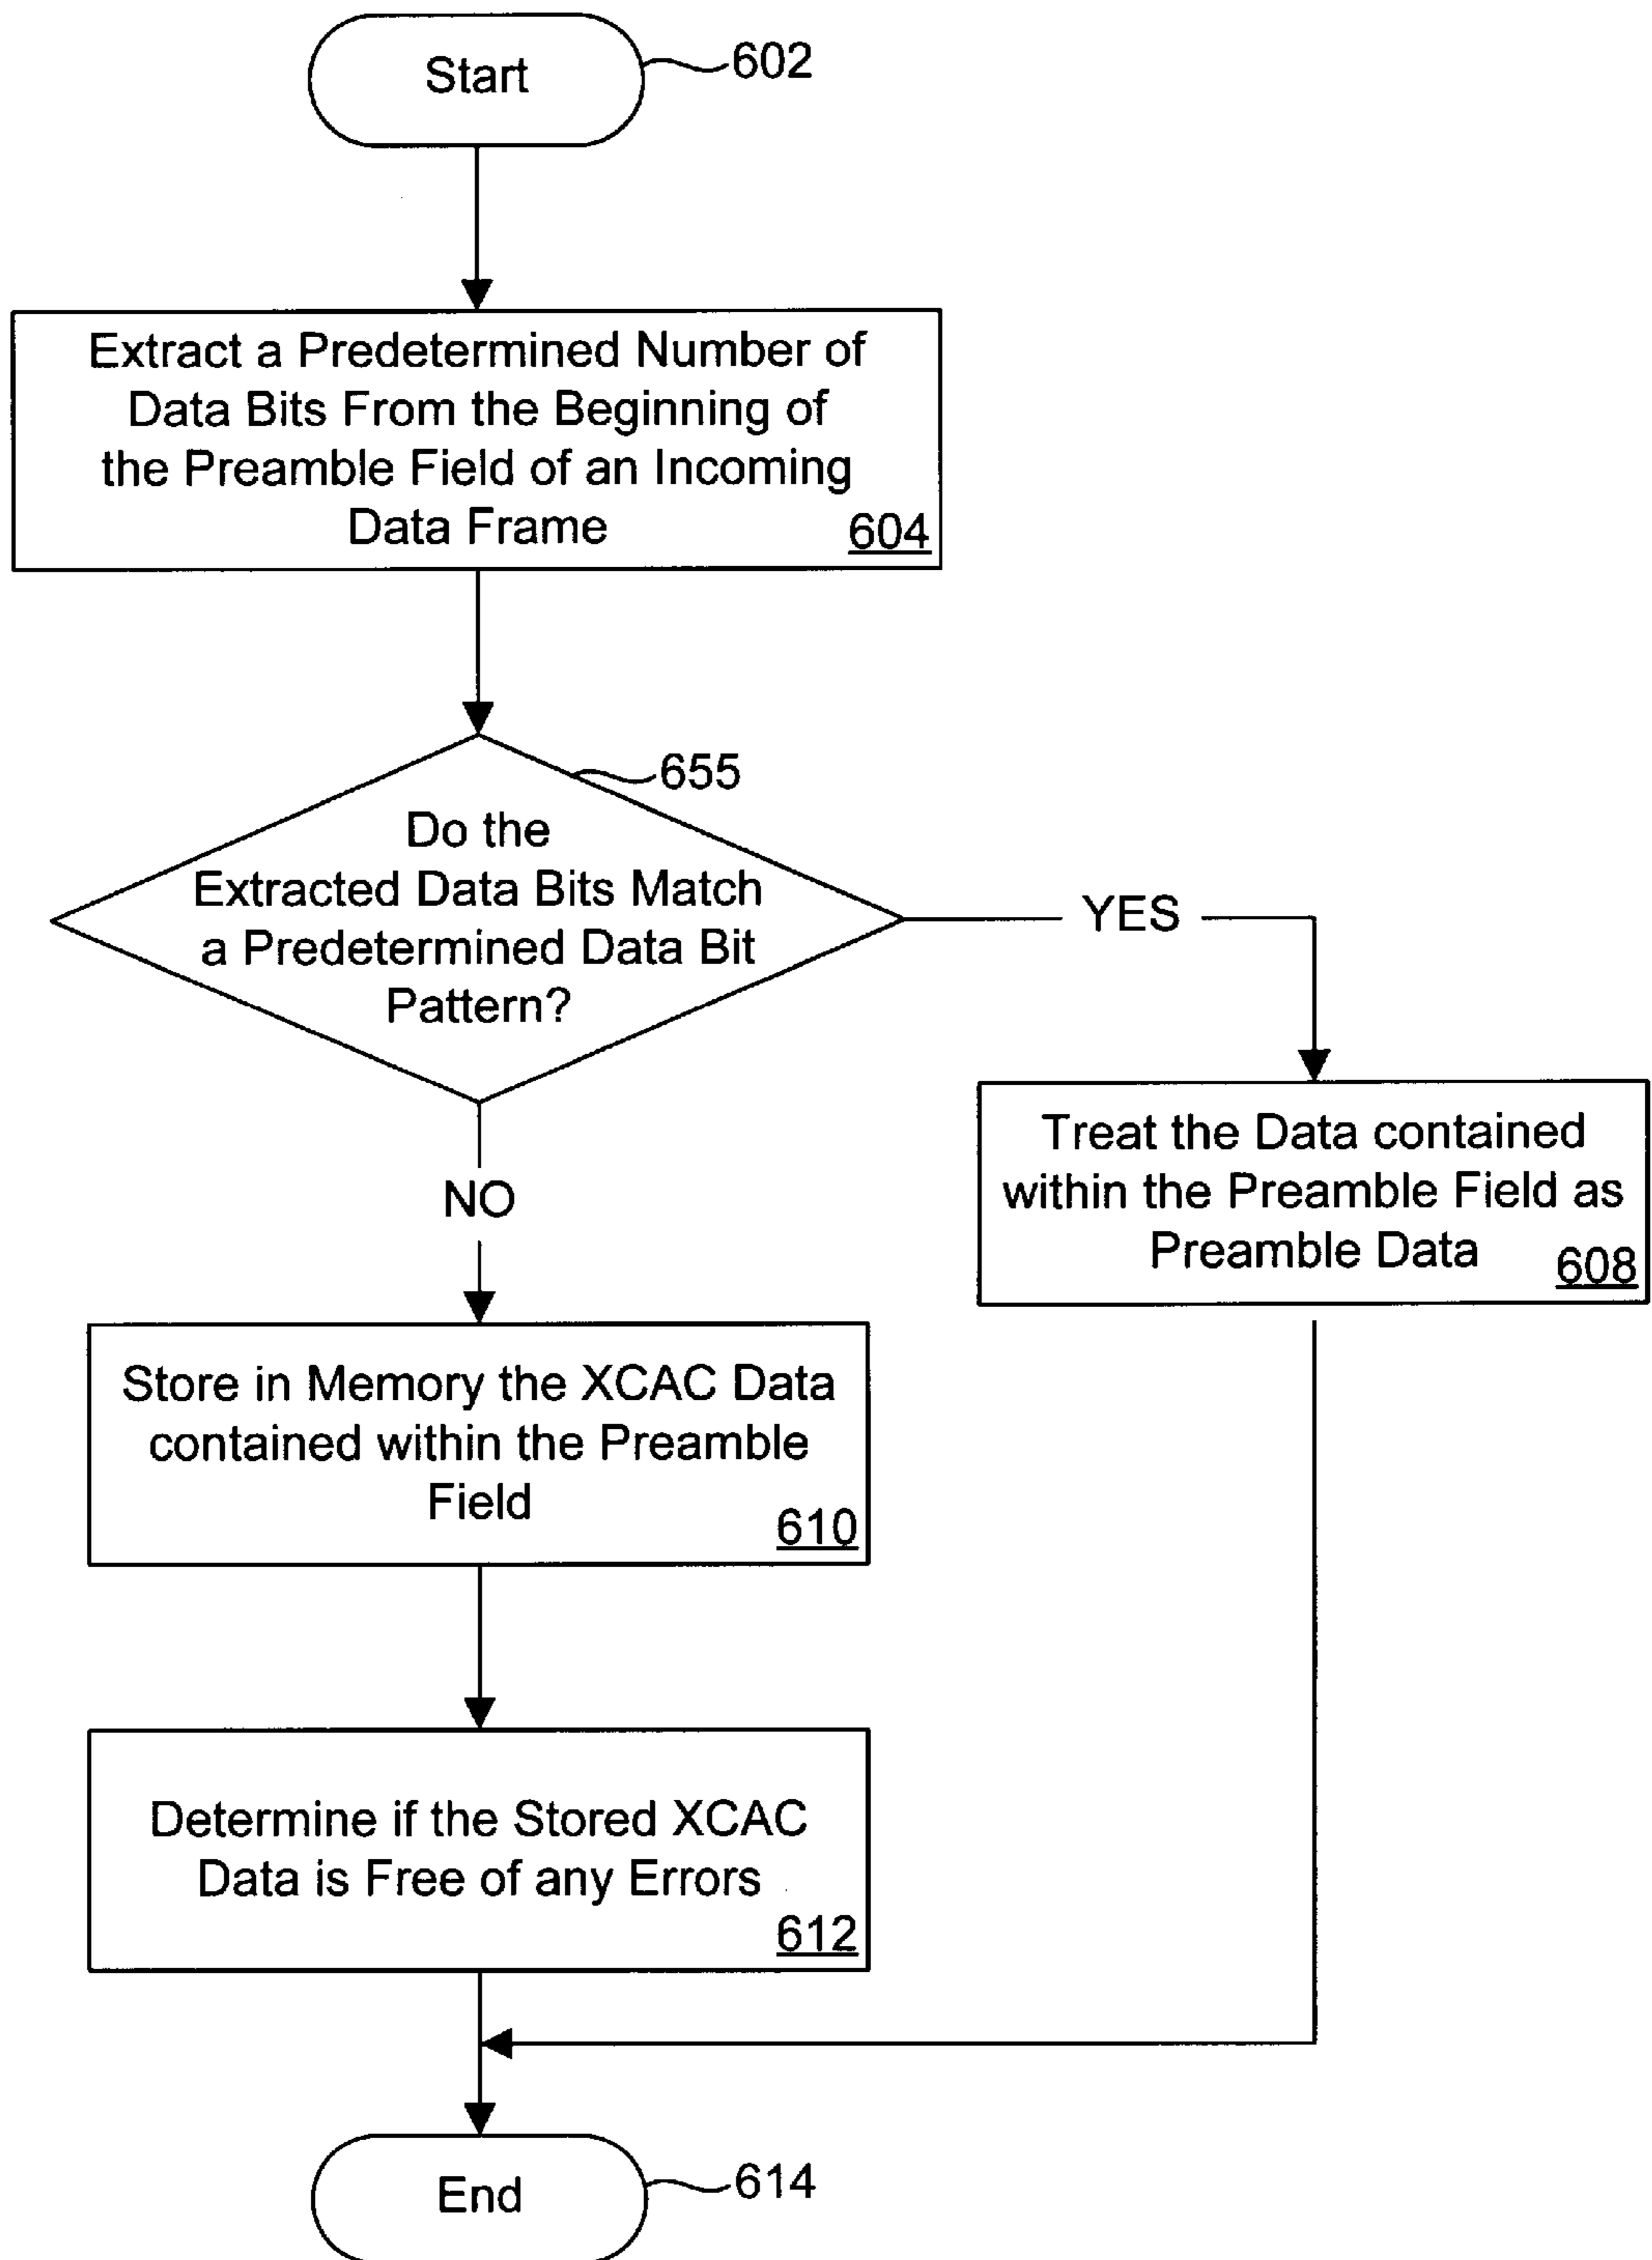 Start
602
Extract a Predetermined Number of
Data Bits From the Beginning of
the Preamble Field of an Incoming
Data Frame
604
655
Do the
Extracted Data Bits Match
a Predetermined Data Bit
Pattern?
YES
NO
Treat the Data contained
within the Preamble Field as
Preamble Data
608
Store in Memory the XCAC Data
contained within the Preamble
Field
610
Determine if the Stored XCAC
Data is Free of any Errors
612
End
614